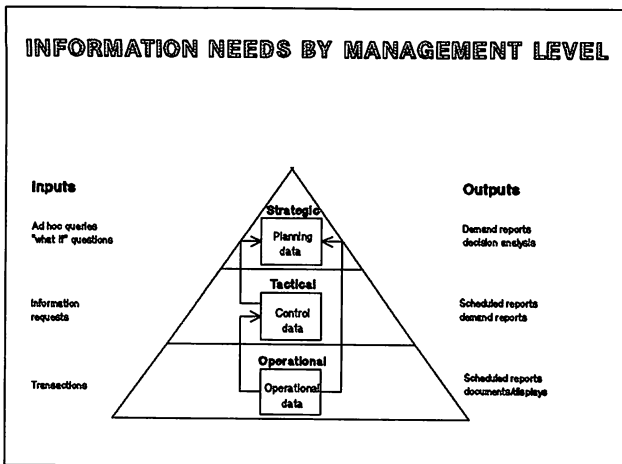 INFORMATION NEEDS BY MANAGEMENT LEVEL
Inputs
Outputs
Strategic
Ad hoc queries
"what if" questions
Planning
data
Demand reports
decision analysis
Tactical
Information
requests
Control
data
Scheduled reports
demand reports
Operational
Transactions
Operational
data
Scheduled reports
documents/displays